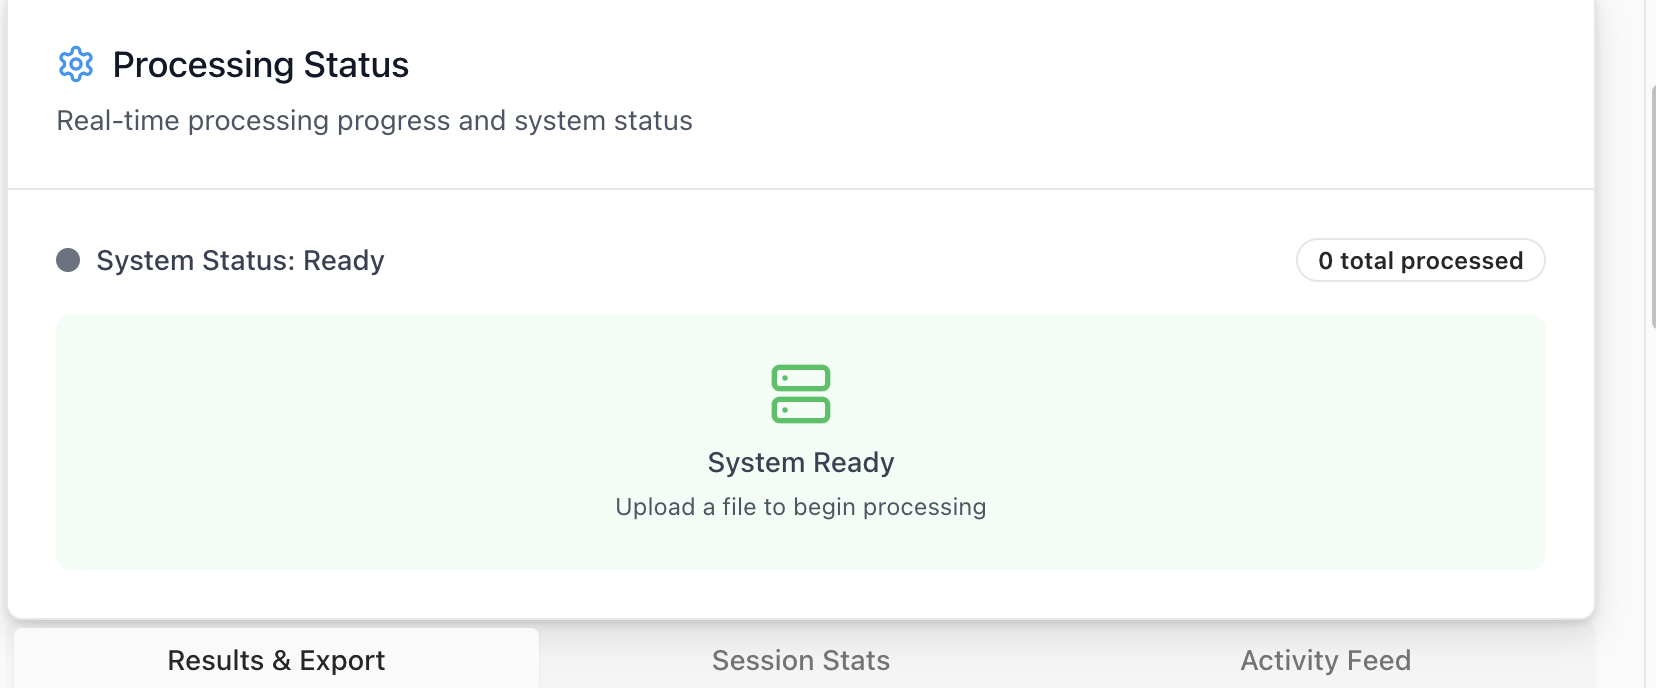 Processing Status
Real-time processing progress and system status
System Status: Ready
0 total processed
System Ready
Upload a file to begin processing
Results & Export
Session Stats
Activity Feed